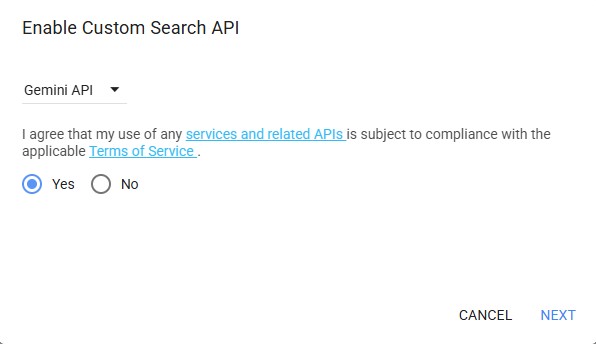 Enable Custom Search API
Gemini API
I agree that my use of any services and related APIs is subject to compliance with the
applicable Terms of Service .
Yes No
CANCEL NEXT